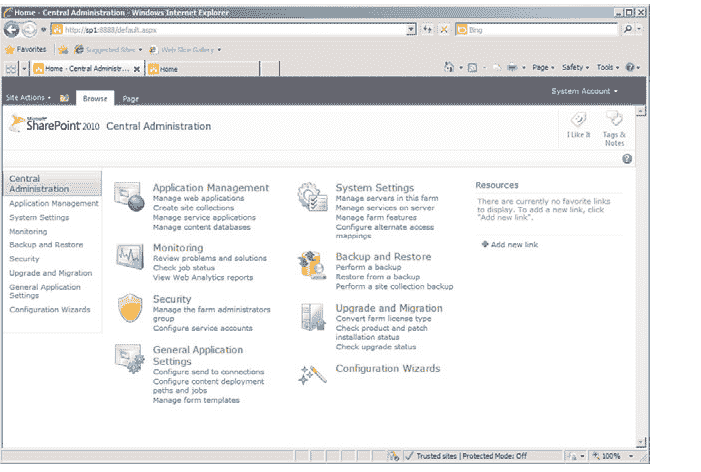 Home - Central Administration - Windows Internet Explorer
http://sp1:8888/default.aspx
Bing
Favorites
Suggested Sites
Web Slice Gallery
Home - Central Administr...
Home
Page
Safety
Tools
Site Actions
Browse
Page
System Account
Microsoft
SharePoint 2010
Central Administration
I Like It
Tags &
Notes
Central
Administration
Application Management
System Settings
Monitoring
Backup and Restore
Security
Upgrade and Migration
General Application
Settings
Configuration Wizards
Application Management
Manage web applications
Create site collections
Manage service applications
Manage content databases
Monitoring
Review problems and solutions
Check job status
View Web Analytics reports
Security
Manage the farm administrators
group
Configure service accounts
General Application
Settings
Configure send to connections
Configure content deployment
paths and jobs
Manage form templates
System Settings
Manage servers in this farm
Manage services on server
Manage farm features
Configure alternate access
mappings
Backup and Restore
Perform a backup
Restore from a backup
Perform a site collection backup
Upgrade and Migration
Convert farm license type
Check product and patch
installation status
Check upgrade status
Configuration Wizards
Resources
There are currently no favorite links
to display. To add a new link, click
"Add new link".
Add new link
Trusted sites | Protected Mode: Off
100%